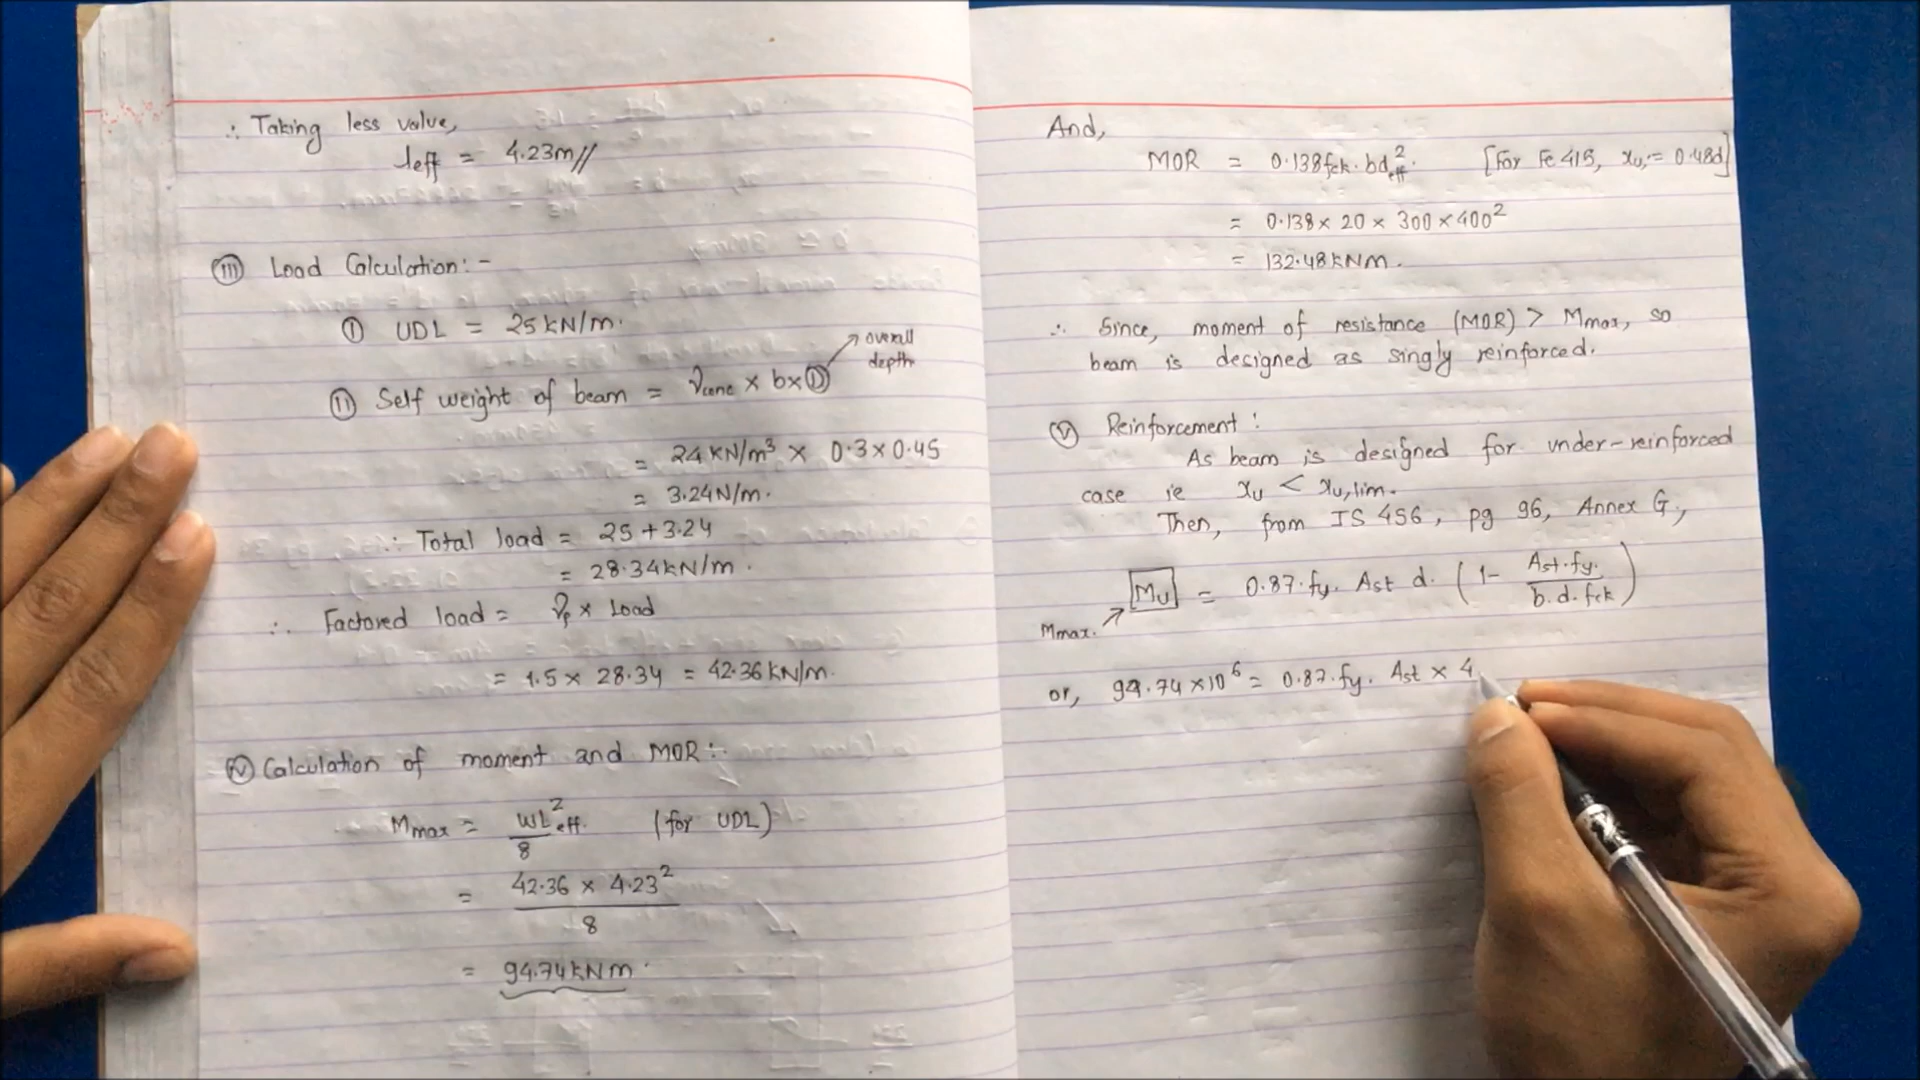 ∴ Taking less value,
leff = 4.23m//
(III) Load Calculation:-
(I) UDL = 25 kN/m.
overall
depth
(II) Self weight of beam = γconc × b×(D)
= 24 kN/m³ × 0.3×0.45
= 3.24N/m.
∴ Total load = 25+3.24
= 28.34kN/m.
∴ Factored load = γf × Load
= 1.5 × 28.34 = 42.36 kN/m.
(IV) Calculation of moment and MOR:-
Mmax = wL²eff. / 8 (for UDL)
= 42.36 × 4.23² / 8
= 94.74kNm.
And,
MOR = 0.138fck.bd²eff. [For Fe 415, xu,= 0.48d]
= 0.138× 20 × 300 ×400²
= 132.48kNm.
∴ Since, moment of resistance (MOR) > Mmax, so
beam is designed as singly reinforced.
(V) Reinforcement:
As beam is designed for under-reinforced
case ie xu < xu,lim.
Then, from IS 456, pg 96, Annex G,
Mu = 0.87.fy. Ast d. (1- Ast.fy. / b.d.fck)
Mmax.
or, 94.74 ×10⁶ = 0.87.fy. Ast × 4